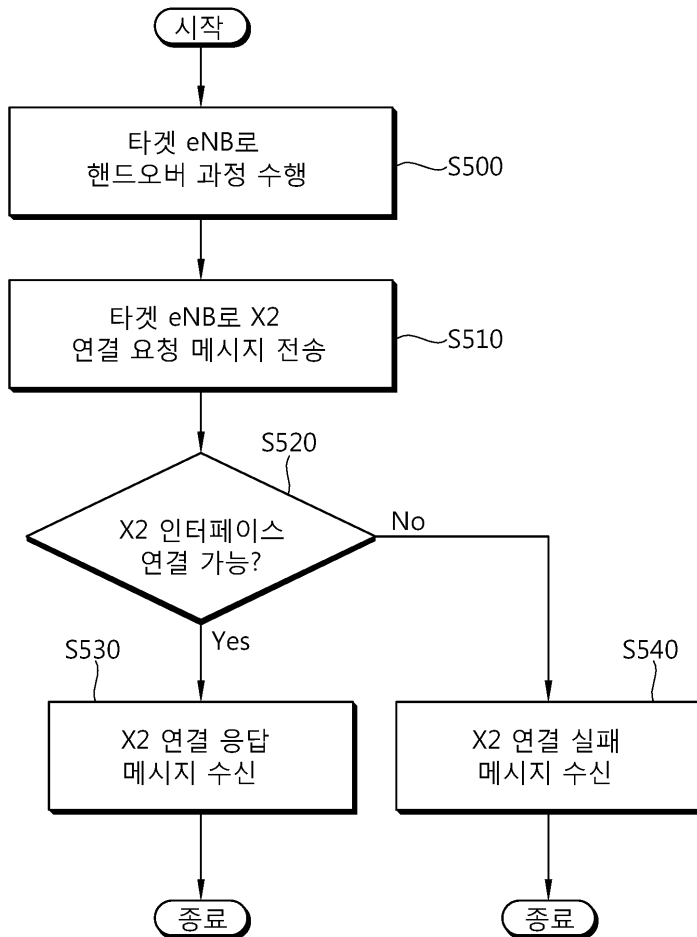 시작
타겟 eNB로
핸드오버 과정 수행
S500
타겟 eNB로 X2
연결 요청 메시지 전송
S510
S520
X2 인터페이스
연결 가능?
No
Yes
S530
X2 연결 응답
메시지 수신
S540
X2 연결 실패
메시지 수신
종료
종료